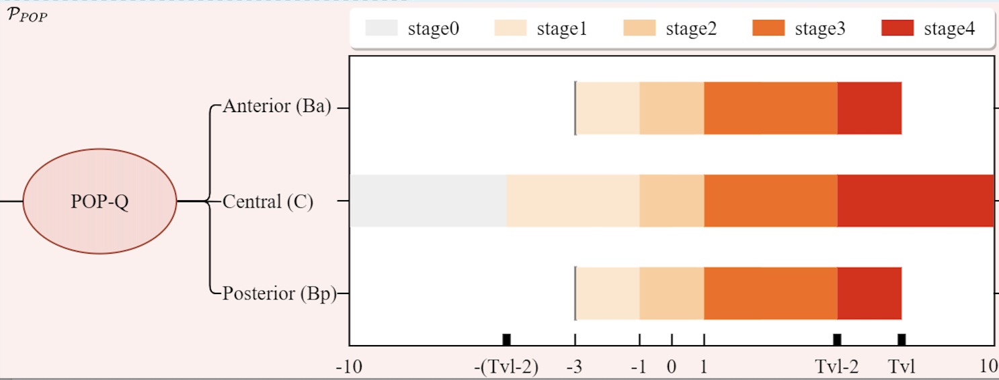 𝒫POP
stage0 stage1 stage2 stage3 stage4
Anterior (Ba)
POP-Q
Central (C)
Posterior (Bp)
-10 -(Tvl-2) -3 -1 0 1 Tvl-2 Tvl 10